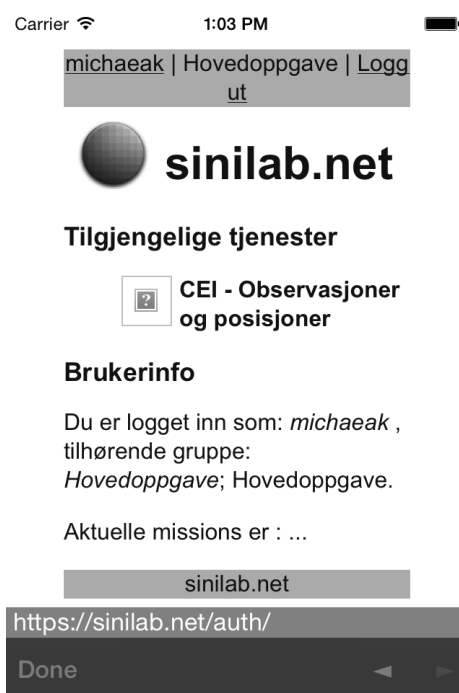 Carrier 1:03 PM
michaeak | Hovedoppgave | Logg
ut
sinilab.net
Tilgjengelige tjenester
CEI - Observasjoner
og posisjoner
Brukerinfo
Du er logget inn som: michaeak ,
tilhørende gruppe:
Hovedoppgave; Hovedoppgave.
Aktuelle missions er : ...
sinilab.net
https://sinilab.net/auth/
Done